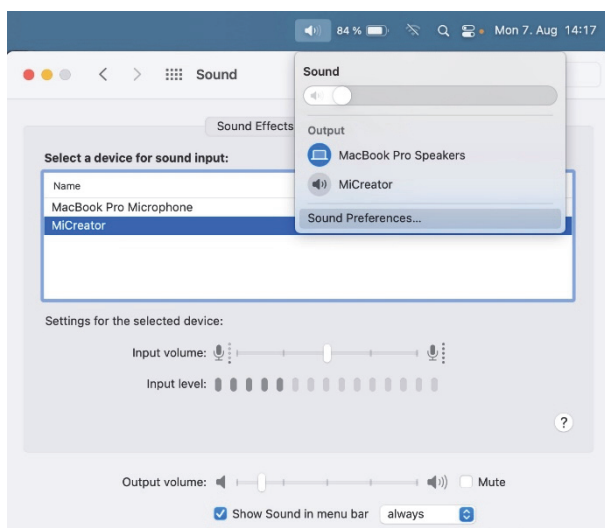 84 % Mon 7. Aug 14:17
Sound
Sound
Output
MacBook Pro Speakers
MiCreator
Sound Preferences...
Sound Effects
Select a device for sound input:
Name
MacBook Pro Microphone
MiCreator
Settings for the selected device:
Input volume:
Input level:
?
Output volume: Mute
Show Sound in menu bar always